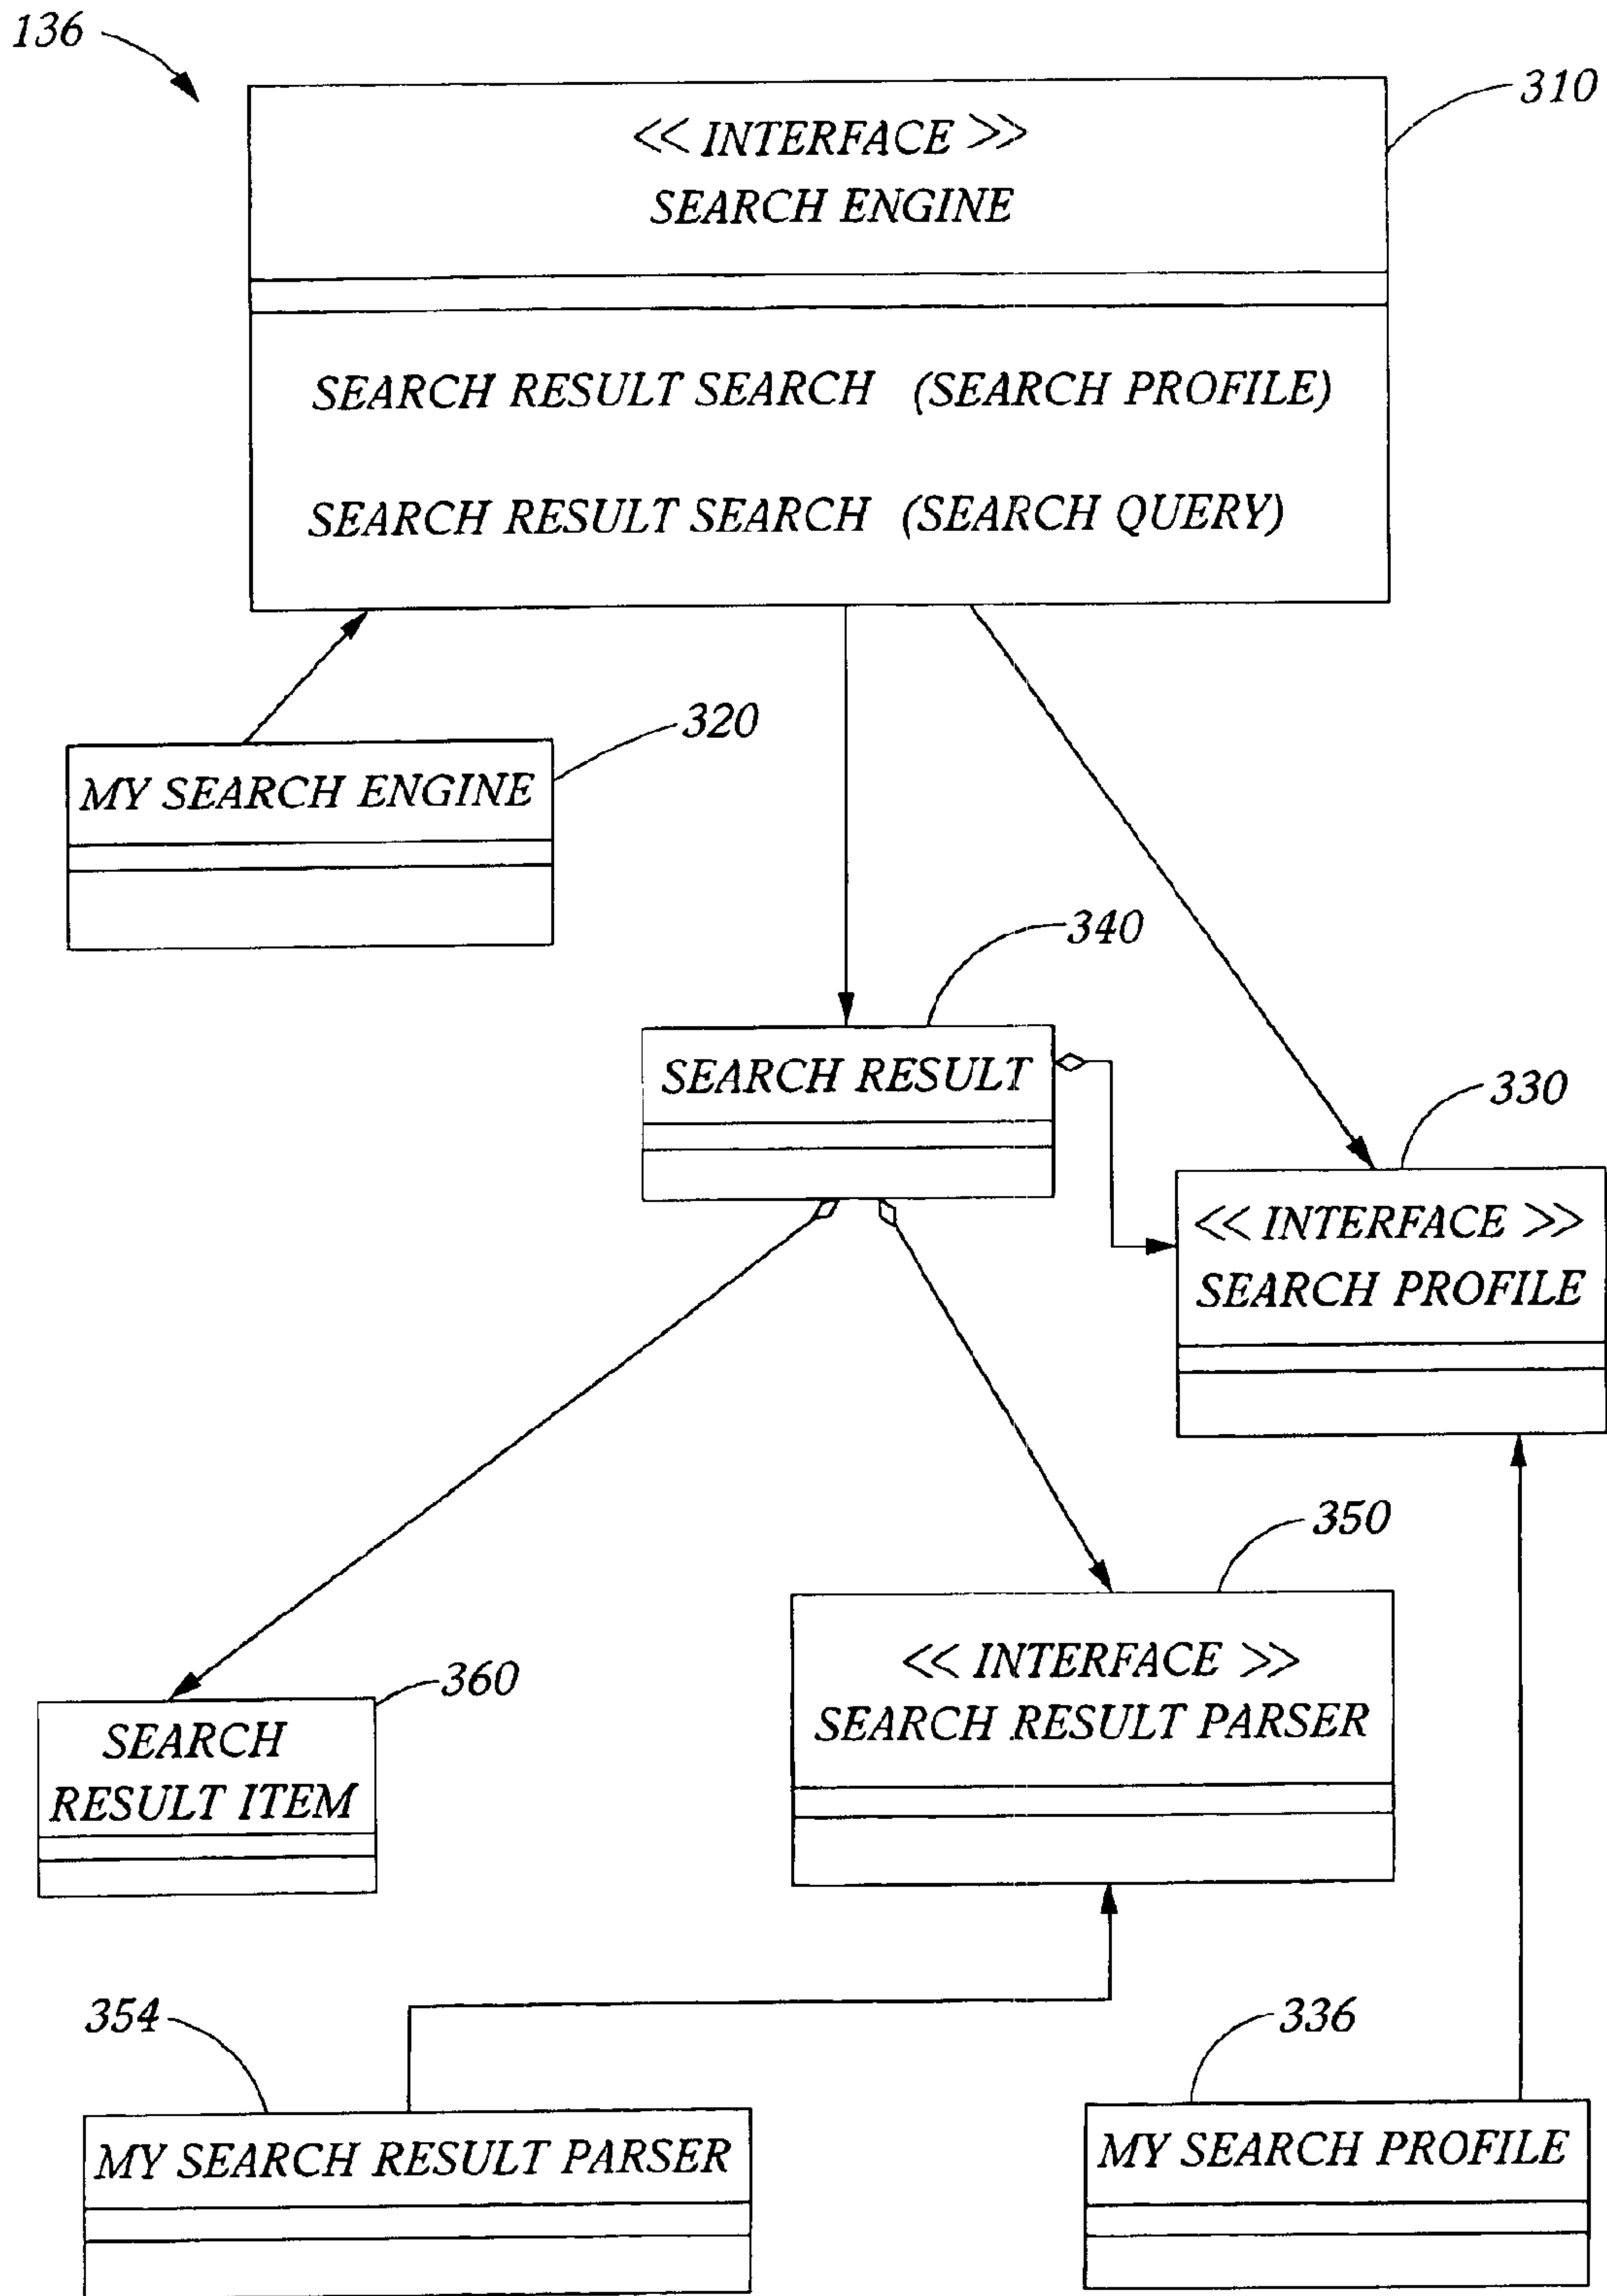 136
310
<< INTERFACE >>
SEARCH ENGINE
SEARCH RESULT SEARCH (SEARCH PROFILE)
SEARCH RESULT SEARCH (SEARCH QUERY)
320
MY SEARCH ENGINE
340
SEARCH RESULT
330
<< INTERFACE >>
SEARCH PROFILE
350
<< INTERFACE >>
SEARCH RESULT PARSER
360
SEARCH
RESULT ITEM
354
MY SEARCH RESULT PARSER
336
MY SEARCH PROFILE